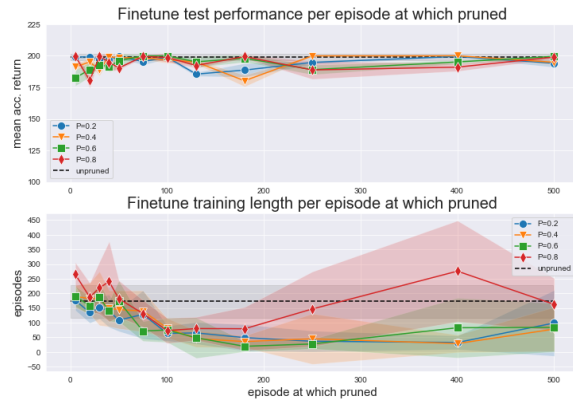 Finetune test performance per episode at which pruned
mean acc. return
200
175
150
125
100
P=0.2
P=0.4
P=0.6
P=0.8
unpruned
0
100
200
300
400
500
Finetune training length per episode at which pruned
episodes
450
400
350
300
250
200
150
100
50
0
−50
P=0.2
P=0.4
P=0.6
P=0.8
unpruned
0
100
200
300
400
500
episode at which pruned